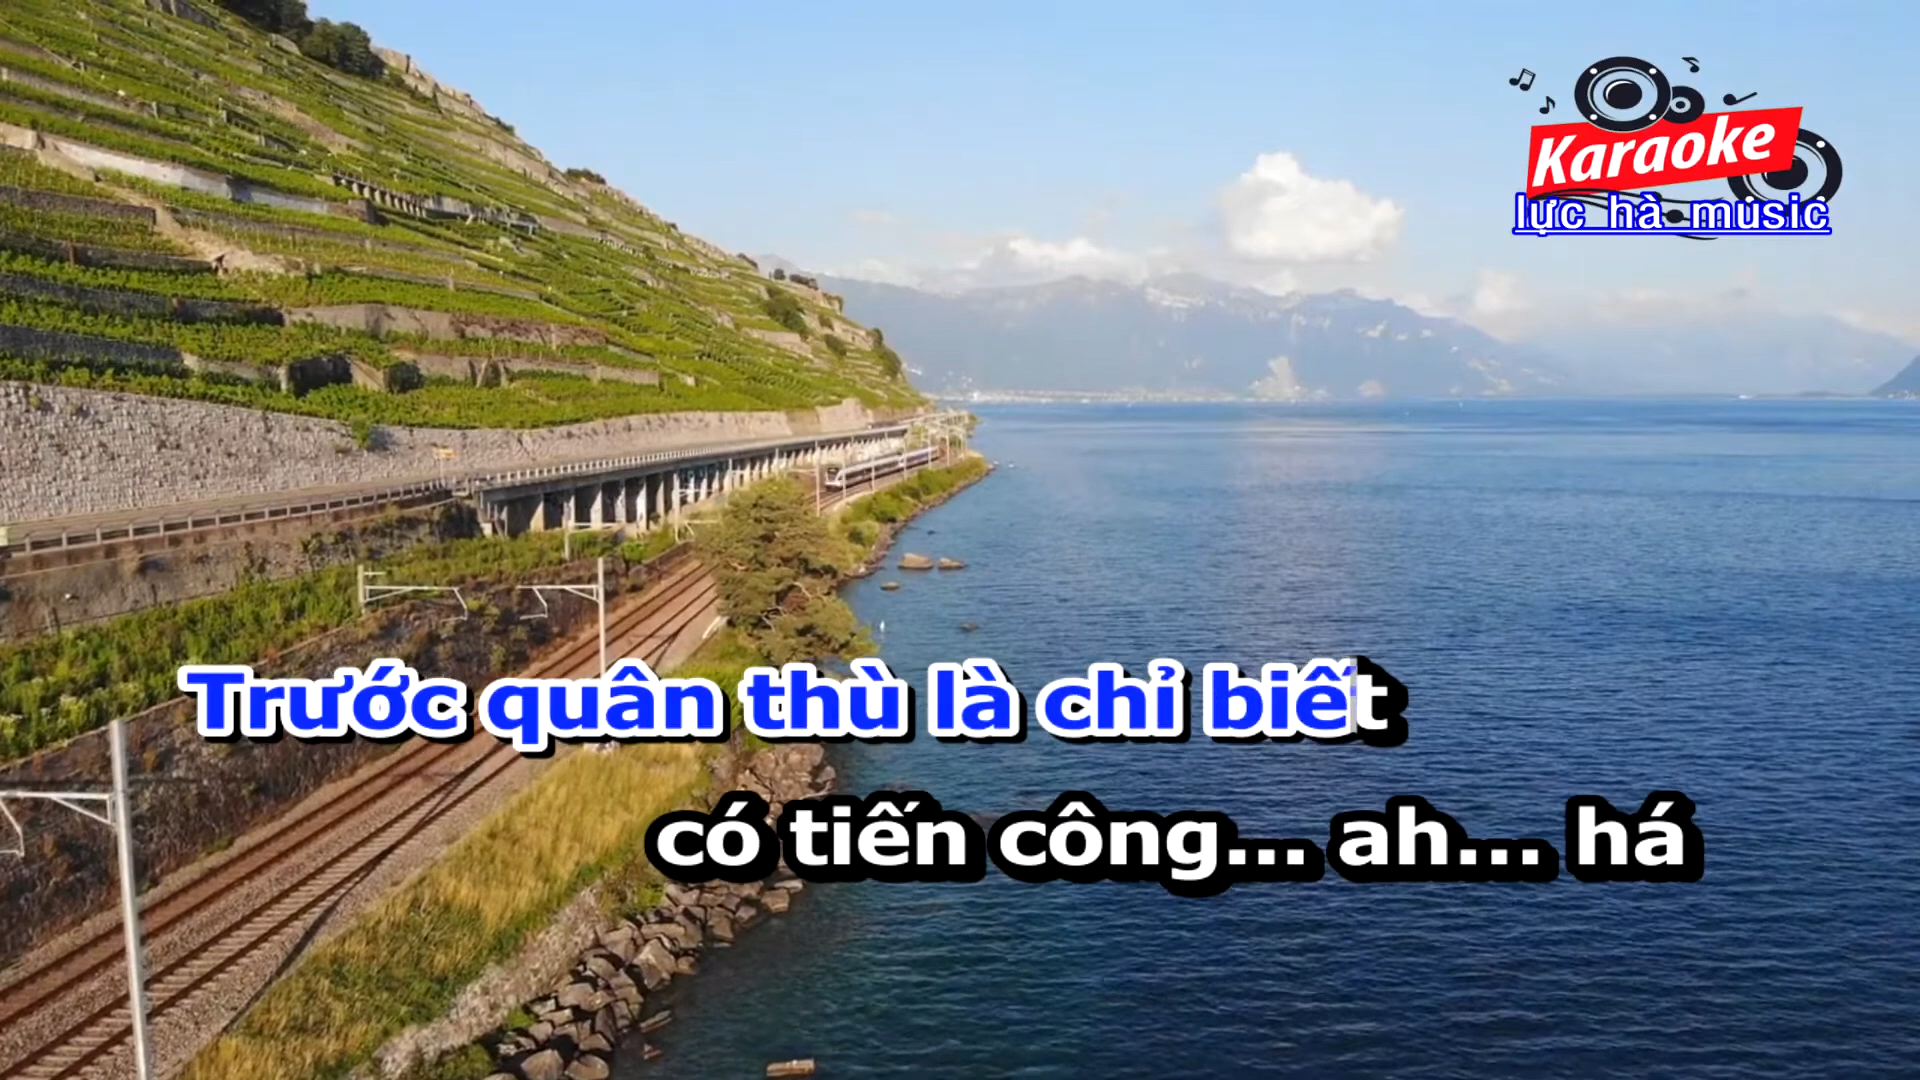 Karaoke
lực hà music
Trước quân thù là chỉ biết
có tiến công... ah... há